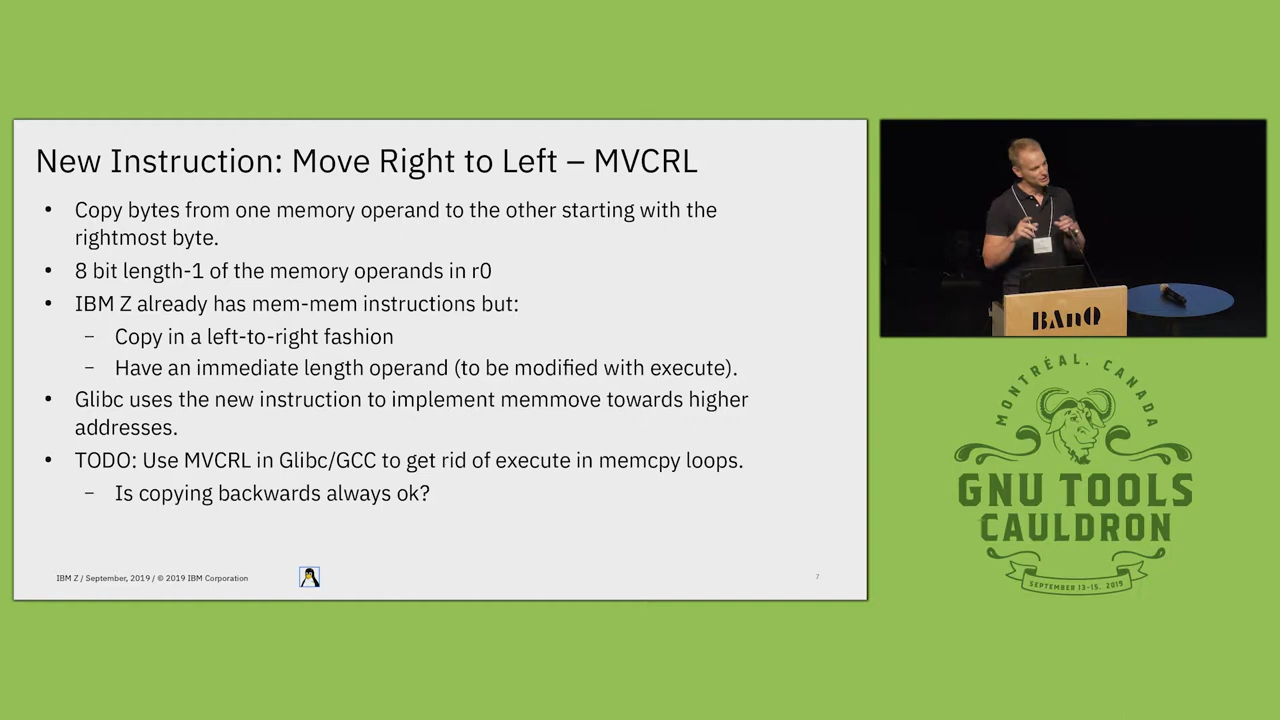 New Instruction: Move Right to Left – MVCRL
• Copy bytes from one memory operand to the other starting with the
rightmost byte.
• 8 bit length-1 of the memory operands in r0
• IBM Z already has mem-mem instructions but:
– Copy in a left-to-right fashion
– Have an immediate length operand (to be modified with execute).
• Glibc uses the new instruction to implement memmove towards higher
addresses.
• TODO: Use MVCRL in Glibc/GCC to get rid of execute in memcpy loops.
– Is copying backwards always ok?
IBM Z / September, 2019 / © 2019 IBM Corporation
7
BAnQ
MONTRÉAL, CANADA
GNU TOOLS
CAULDRON
SEPTEMBER 13-15, 2019